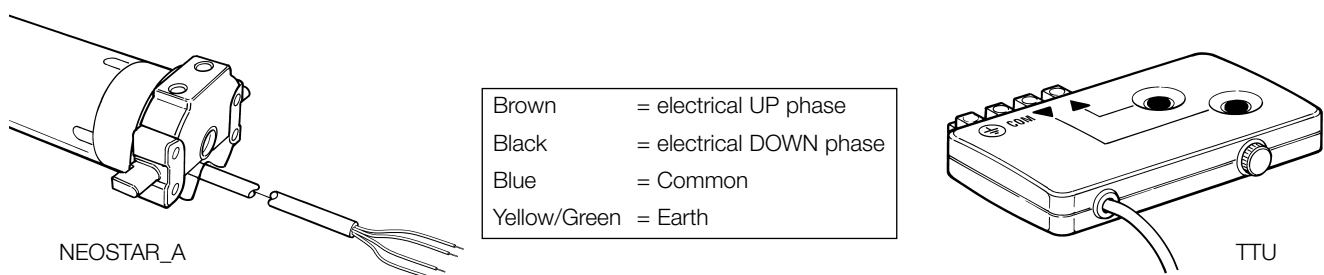 Brown = electrical UP phase
Black = electrical DOWN phase
Blue = Common
Yellow/Green = Earth
NEOSTAR_A
COM
TTU